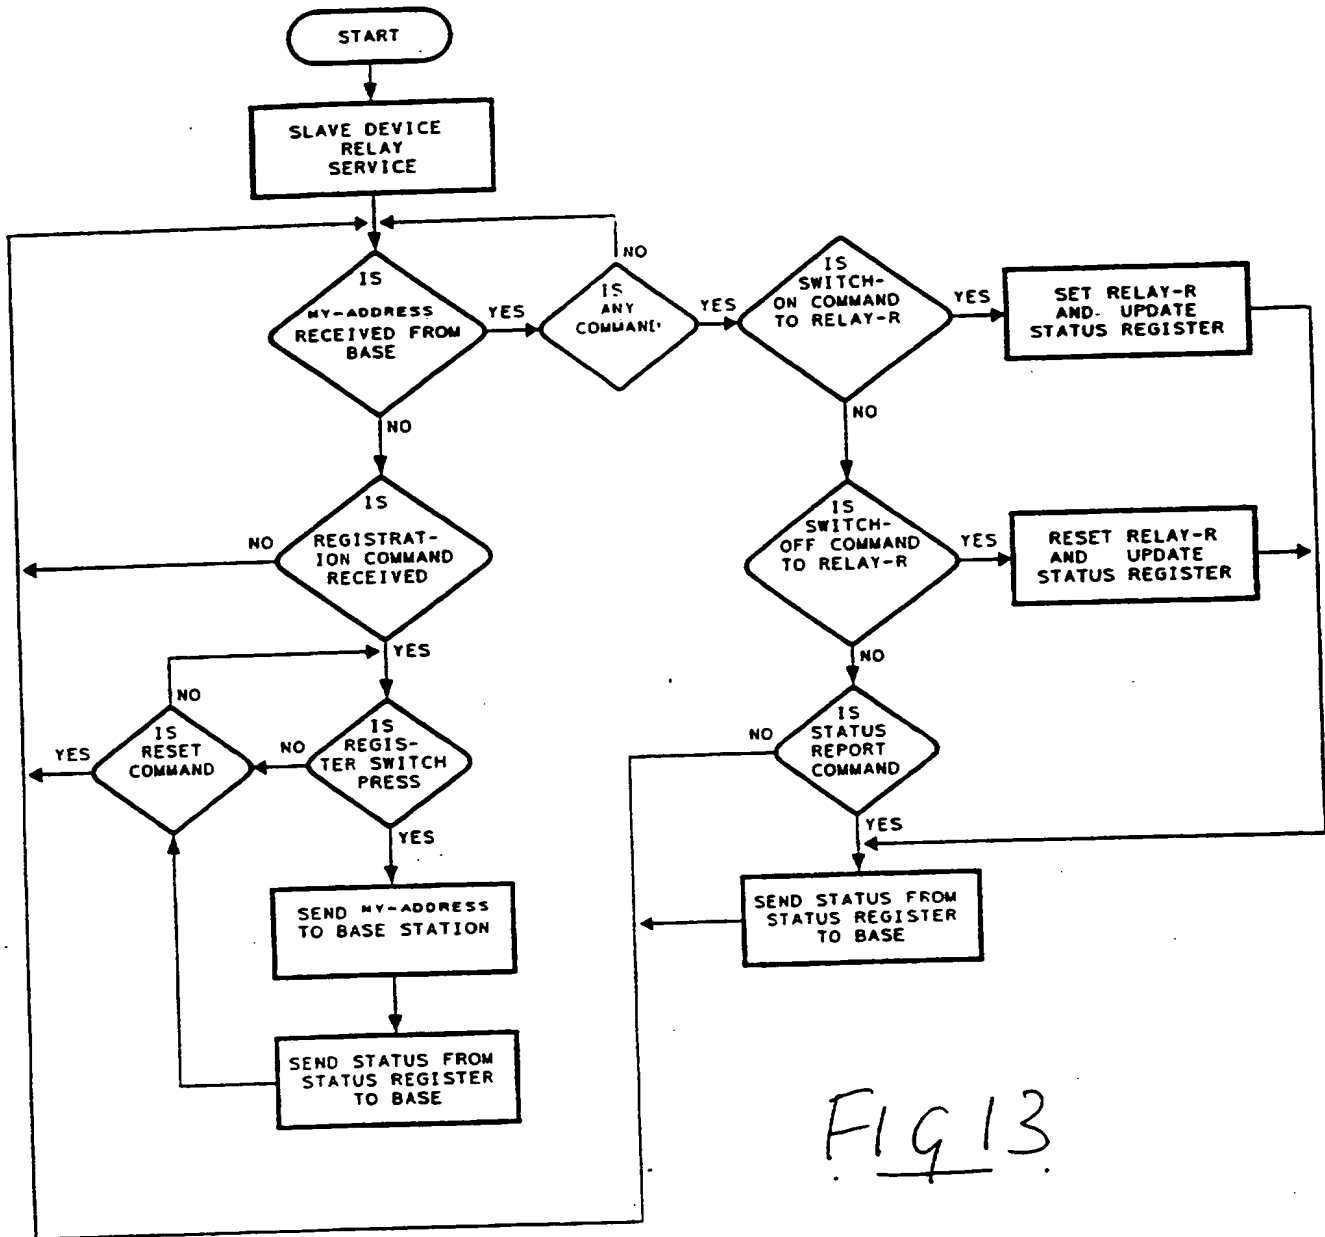 START
SLAVE DEVICE
RELAY
SERVICE
IS
MY-ADDRESS
RECEIVED FROM
BASE
YES
NO
IS
ANY
COMMAND
NO
YES
IS
SWITCH-
ON COMMAND
TO RELAY-R
YES
NO
SET RELAY-R
AND UPDATE
STATUS REGISTER
IS
REGISTRAT-
ION COMMAND
RECEIVED
NO
YES
IS
SWITCH-
OFF COMMAND
TO RELAY-R
YES
NO
RESET RELAY-R
AND UPDATE
STATUS REGISTER
IS
RESET
COMMAND
NO
YES
IS
REGIS-
TER SWITCH
PRESS
NO
YES
IS
STATUS
REPORT
COMMAND
NO
YES
SEND MY-ADDRESS
TO BASE STATION
SEND STATUS FROM
STATUS REGISTER
TO BASE
SEND STATUS FROM
STATUS REGISTER
TO BASE
FIG 13